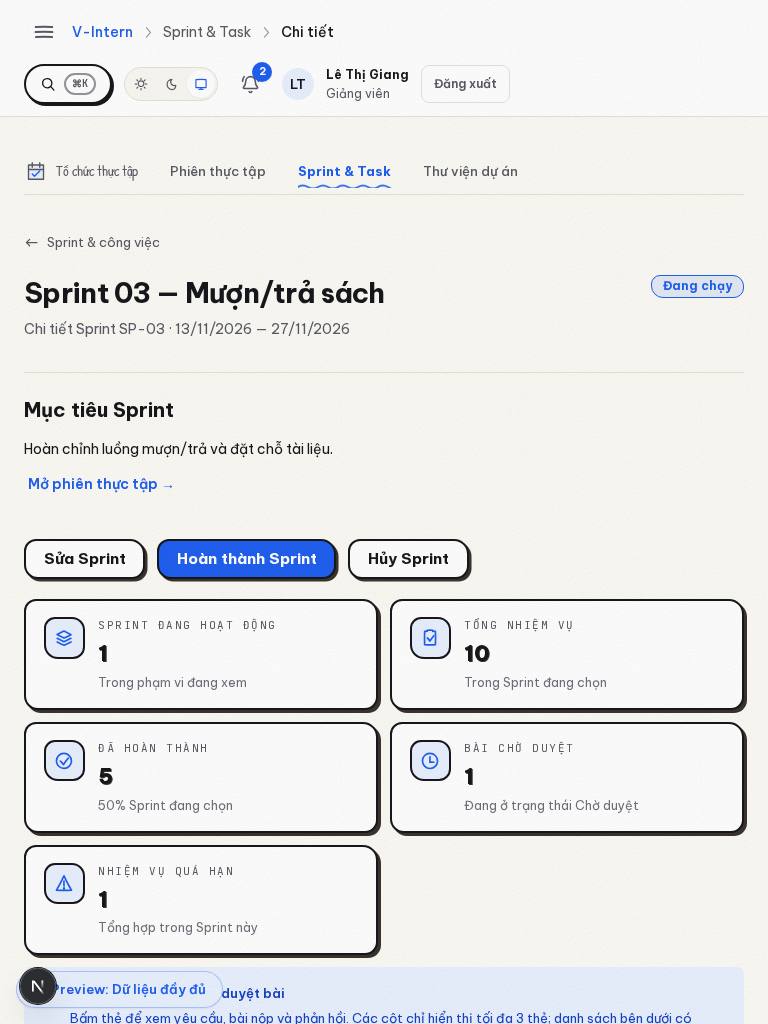 V-Intern > Sprint & Task > Chi tiết
⌘K
2
LT
Lê Thị Giang
Giảng viên
Đăng xuất
Tổ chức thực tập
Phiên thực tập
Sprint & Task
Thư viện dự án
← Sprint & công việc
Sprint 03 — Mượn/trả sách
Đang chạy
Chi tiết Sprint SP-03 · 13/11/2026 — 27/11/2026
Mục tiêu Sprint
Hoàn chỉnh luồng mượn/trả và đặt chỗ tài liệu.
Mở phiên thực tập →
Sửa Sprint
Hoàn thành Sprint
Hủy Sprint
SPRINT ĐANG HOẠT ĐỘNG
1
Trong phạm vi đang xem
TỔNG NHIỆM VỤ
10
Trong Sprint đang chọn
ĐÃ HOÀN THÀNH
5
50% Sprint đang chọn
BÀI CHỜ DUYỆT
1
Đang ở trạng thái Chờ duyệt
NHIỆM VỤ QUÁ HẠN
1
Tổng hợp trong Sprint này
N
Preview: Dữ liệu đầy đủ
duyệt bài
Bấm thẻ để xem yêu cầu, bài nộp và phản hồi. Các cột chỉ hiển thị tối đa 3 thẻ; danh sách bên dưới có